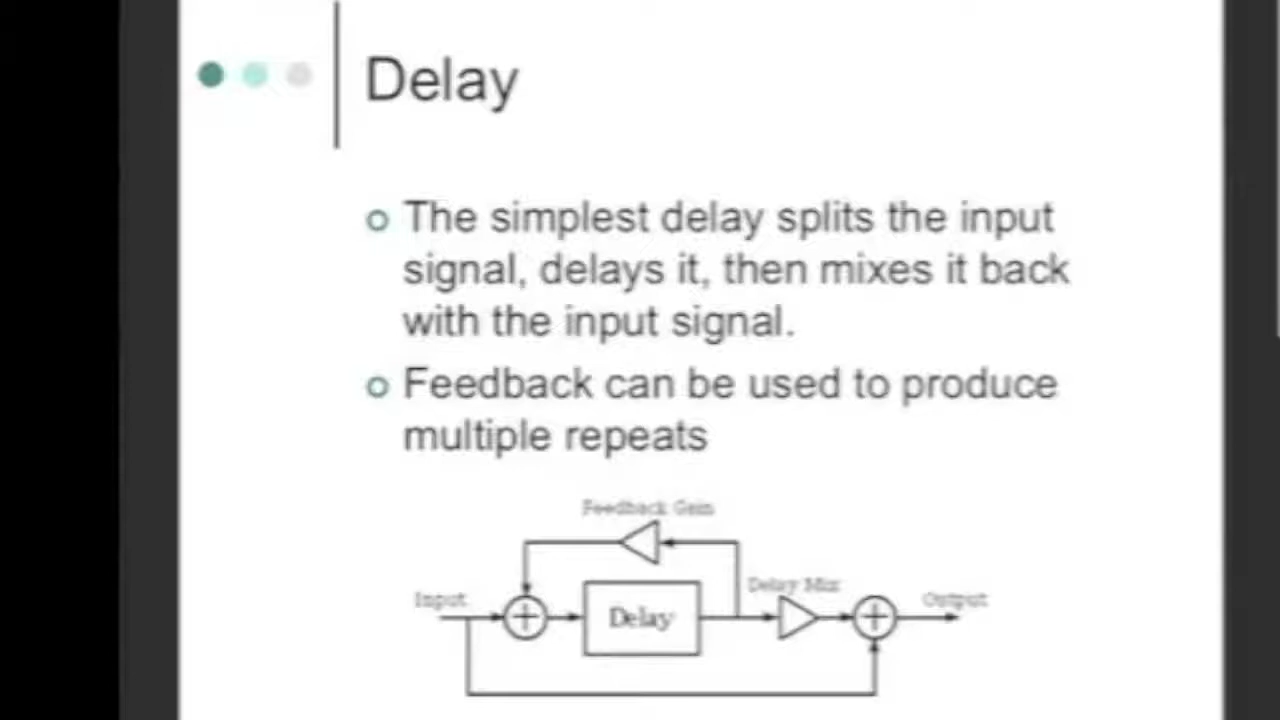 Delay
The simplest delay splits the input
signal, delays it, then mixes it back
with the input signal.
Feedback can be used to produce
multiple repeats
Feedback Gain
Delay Mix
Input
Delay
Output